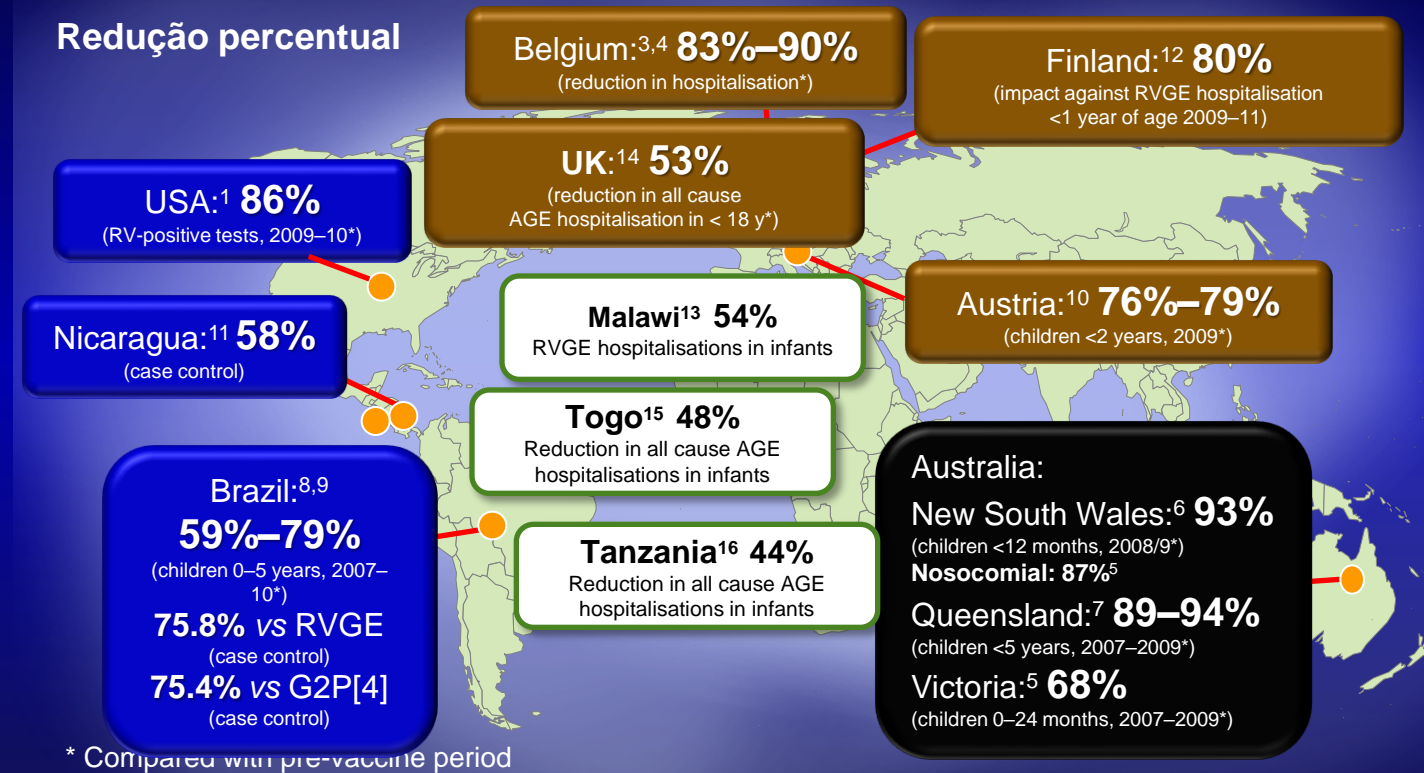 Redução percentual
Belgium:3,4 83%–90%
(reduction in hospitalisation*)
Finland:12 80%
(impact against RVGE hospitalisation
<1 year of age 2009–11)
UK:14 53%
(reduction in all cause
AGE hospitalisation in < 18 y*)
USA:1 86%
(RV-positive tests, 2009–10*)
Austria:10 76%–79%
(children <2 years, 2009*)
Malawi13 54%
RVGE hospitalisations in infants
Nicaragua:11 58%
(case control)
Togo15 48%
Reduction in all cause AGE
hospitalisations in infants
Brazil:8,9
59%–79%
(children 0–5 years, 2007–
10*)
75.8% vs RVGE
(case control)
75.4% vs G2P[4]
(case control)
Tanzania16 44%
Reduction in all cause AGE
hospitalisations in infants
Australia:
New South Wales:6 93%
(children <12 months, 2008/9*)
Nosocomial: 87%5
Queensland:7 89–94%
(children <5 years, 2007–2009*)
Victoria:5 68%
(children 0–24 months, 2007–2009*)
* Compared with pre-vaccine period